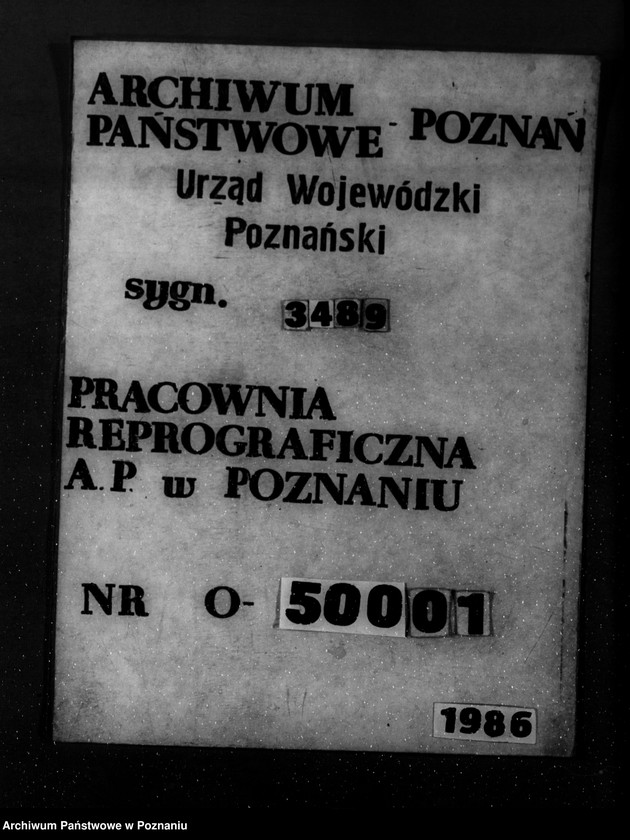 ARCHIWUM
PAŃSTWOWE - POZNAŃ
Urząd Wojewódzki
Poznański
sygn. 3489
PRACOWNIA
REPROGRAFICZNA
A.P. w POZNANIU
NR O- 50001
1986
Archiwum Państwowe w Poznaniu